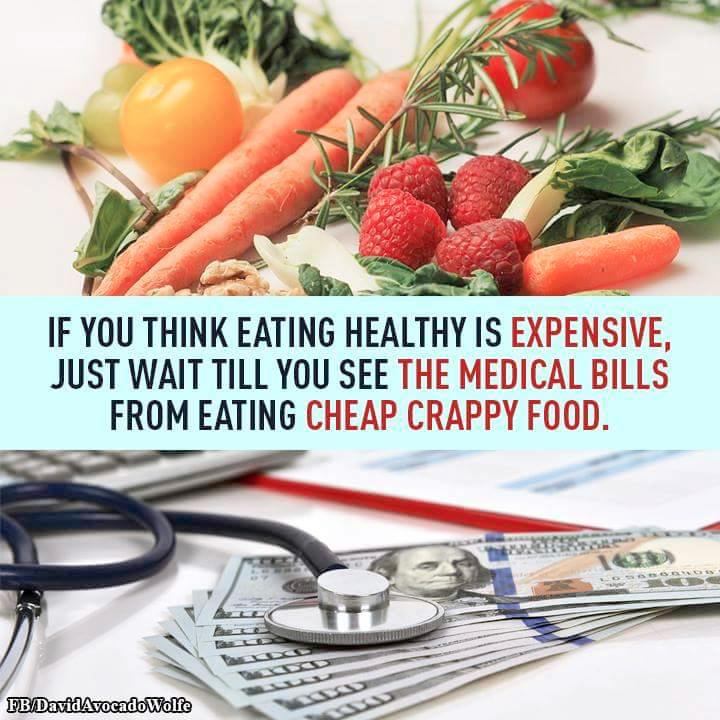 IF YOU THINK EATING HEALTHY IS EXPENSIVE,
JUST WAIT TILL YOU SEE THE MEDICAL BILLS
FROM EATING CHEAP CRAPPY FOOD.
FB/DavidAvocadoWolfe